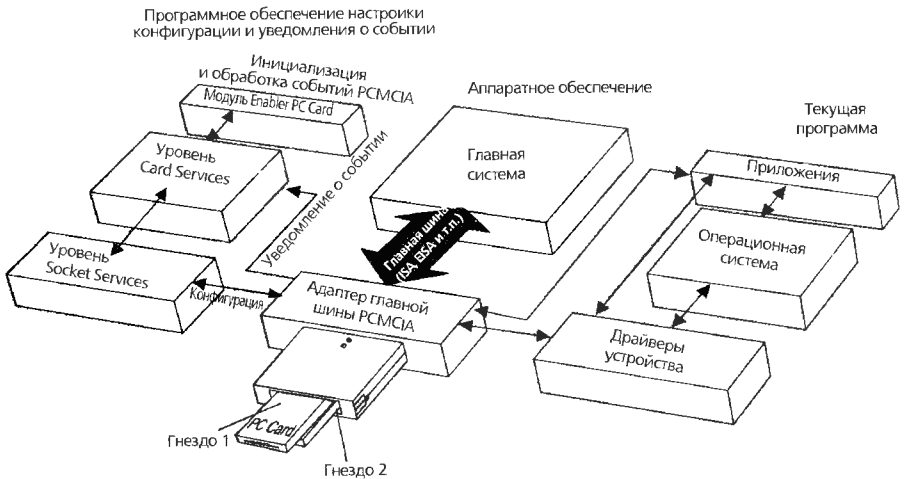 Программное обеспечение настройки
конфигурации и уведомления о событии
Инициализация
и обработка событий PCMCIA
Модуль Enabler PC Card
Уровень
Card Services
Уровень
Socket Services
Уведомление о событии
Конфигурация
Аппаратное обеспечение
Главная
система
Главная шина
(ISA, EISA и т.п.)
Адаптер главной
шины PCMCIA
PC Card
Гнездо 1
Гнездо 2
Текущая
программа
Приложения
Операционная
система
Драйверы
устройства